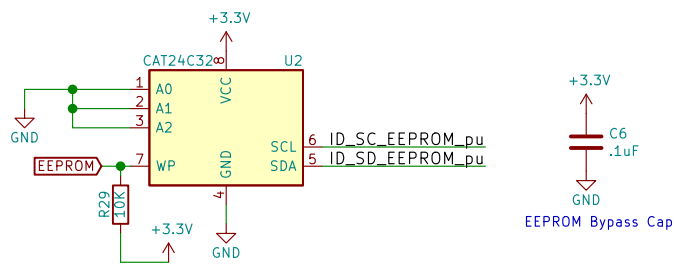 +3.3V
CAT24C32
U2
8
VCC
1
A0
2
A1
3
A2
GND
SCL
6
ID_SC_EEPROM_pu
SDA
5
ID_SD_EEPROM_pu
EEPROM
7
WP
GND
4
R29
10K
+3.3V
GND
+3.3V
C6
.1uF
GND
EEPROM Bypass Cap